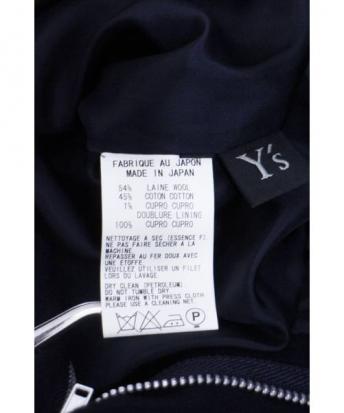 FABRIQUE AU JAPON
MADE IN JAPAN
54% LAINE WOOL
45% COTON COTTON
1% CUPRO CUPRO
DOUBLURE LINING
100% CUPRO CUPRO
NETTOYAGE A SEC (ESSENCE F).
NE PAS FAIRE SECHER A LA
MACHINE.
REPASSER AU FER DOUX AVEC
UNE ETOFFE.
VEUILLEZ UTILISER UN FILET
LORS DU LAVAGE.
DRY CLEAN (PETROLEUM).
DO NOT TUMBLE DRY.
WARM IRON WITH PRESS CLOTH.
PLEASE USE A CLEANING NET.
P
Y's